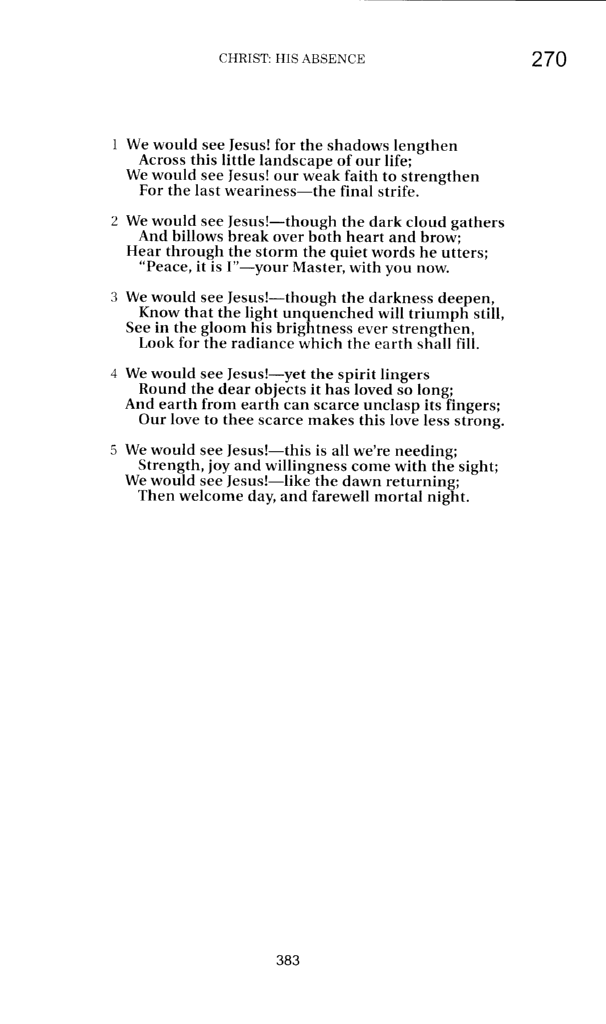 CHRIST: HIS ABSENCE 270
1 We would see Jesus! for the shadows lengthen
Across this little landscape of our life;
We would see Jesus! our weak faith to strengthen
For the last weariness—the final strife.
2 We would see Jesus!—though the dark cloud gathers
And billows break over both heart and brow;
Hear through the storm the quiet words he utters;
“Peace, it is I”—your Master, with you now.
3 We would see Jesus!—though the darkness deepen,
Know that the light unquenched will triumph still,
See in the gloom his brightness ever strengthen,
Look for the radiance which the earth shall fill.
4 We would see Jesus!—yet the spirit lingers
Round the dear objects it has loved so long;
And earth from earth can scarce unclasp its fingers;
Our love to thee scarce makes this love less strong.
5 We would see Jesus!—this is all we're needing;
Strength, joy and willingness come with the sight;
We would see Jesus!—like the dawn returning;
Then welcome day, and farewell mortal night.
383